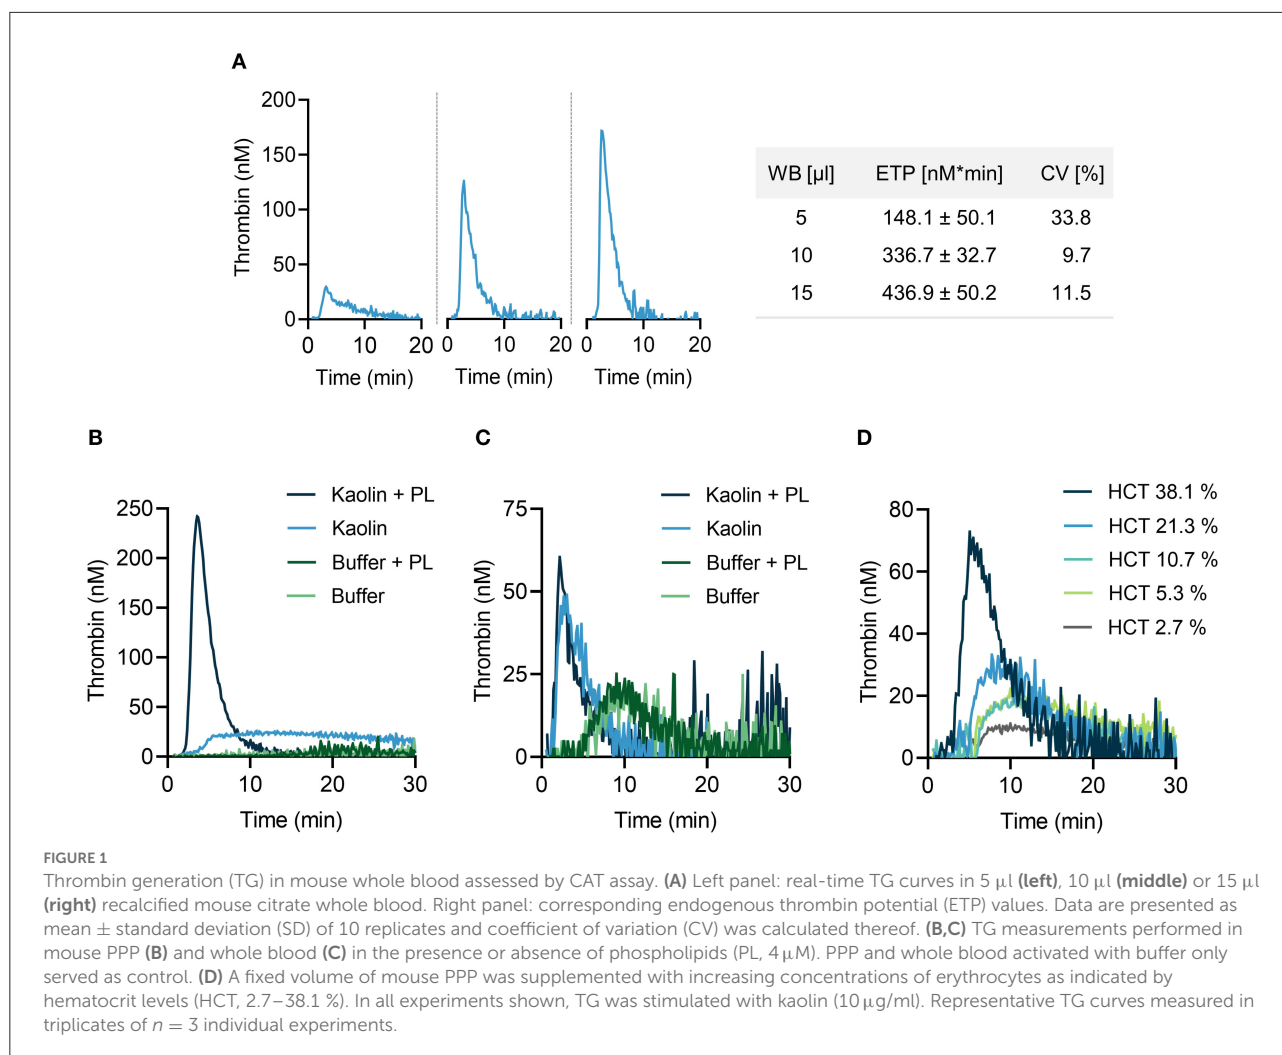 A
200
150
100
50
0
Thrombin (nM)
0 10 20
0 10 20
0 10 20
Time (min)
Time (min)
Time (min)
WB [µl] ETP [nM*min] CV [%]
5 148.1 ± 50.1 33.8
10 336.7 ± 32.7 9.7
15 436.9 ± 50.2 11.5
B
Kaolin + PL
Kaolin
Buffer + PL
Buffer
250
200
150
100
50
0
Thrombin (nM)
0 10 20 30
Time (min)
C
Kaolin + PL
Kaolin
Buffer + PL
Buffer
75
50
25
0
Thrombin (nM)
0 10 20 30
Time (min)
D
HCT 38.1 %
HCT 21.3 %
HCT 10.7 %
HCT 5.3 %
HCT 2.7 %
80
60
40
20
0
Thrombin (nM)
0 10 20 30
Time (min)
FIGURE 1
Thrombin generation (TG) in mouse whole blood assessed by CAT assay. (A) Left panel: real-time TG curves in 5 µl (left), 10 µl (middle) or 15 µl
(right) recalcified mouse citrate whole blood. Right panel: corresponding endogenous thrombin potential (ETP) values. Data are presented as
mean ± standard deviation (SD) of 10 replicates and coefficient of variation (CV) was calculated thereof. (B,C) TG measurements performed in
mouse PPP (B) and whole blood (C) in the presence or absence of phospholipids (PL, 4 µM). PPP and whole blood activated with buffer only
served as control. (D) A fixed volume of mouse PPP was supplemented with increasing concentrations of erythrocytes as indicated by
hematocrit levels (HCT, 2.7–38.1 %). In all experiments shown, TG was stimulated with kaolin (10 µg/ml). Representative TG curves measured in
triplicates of n = 3 individual experiments.